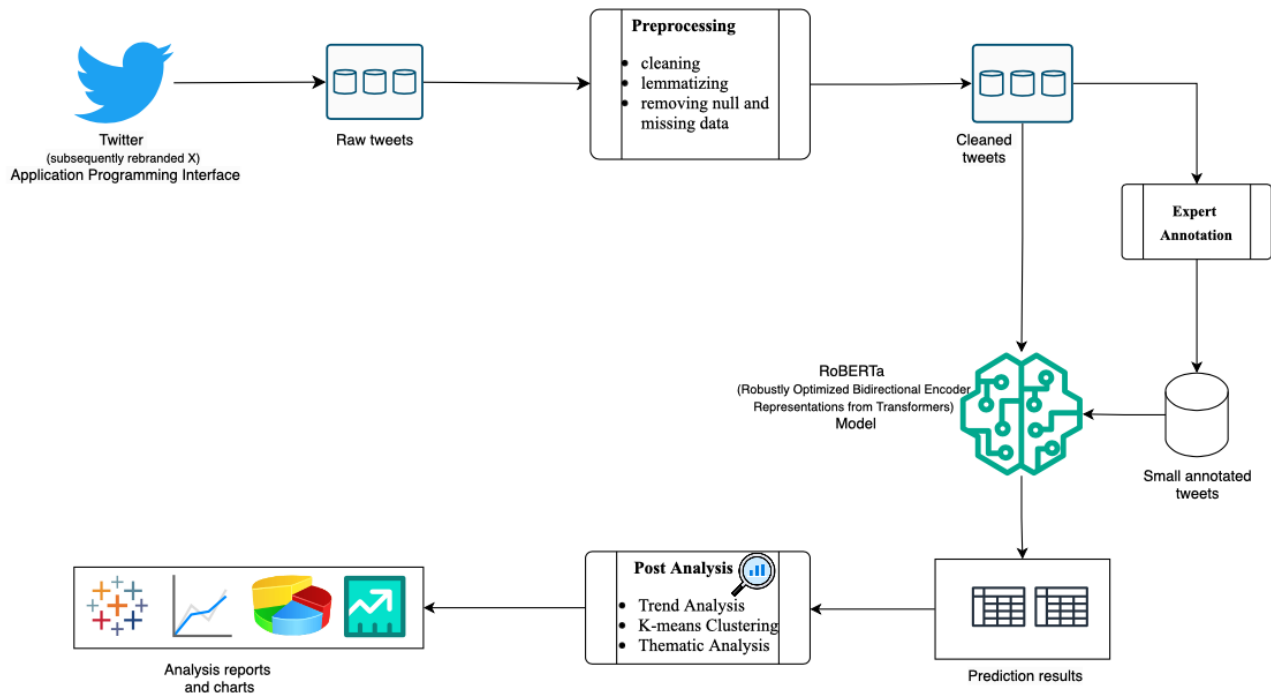 Twitter
(subsequently rebranded X)
Application Programming Interface
Raw tweets
Preprocessing
• cleaning
• lemmatizing
• removing null and
missing data
Cleaned
tweets
Expert
Annotation
RoBERTa
(Robustly Optimized Bidirectional Encoder
Representations from Transformers)
Model
Small annotated
tweets
Post Analysis
• Trend Analysis
• K-means Clustering
• Thematic Analysis
Analysis reports
and charts
Prediction results